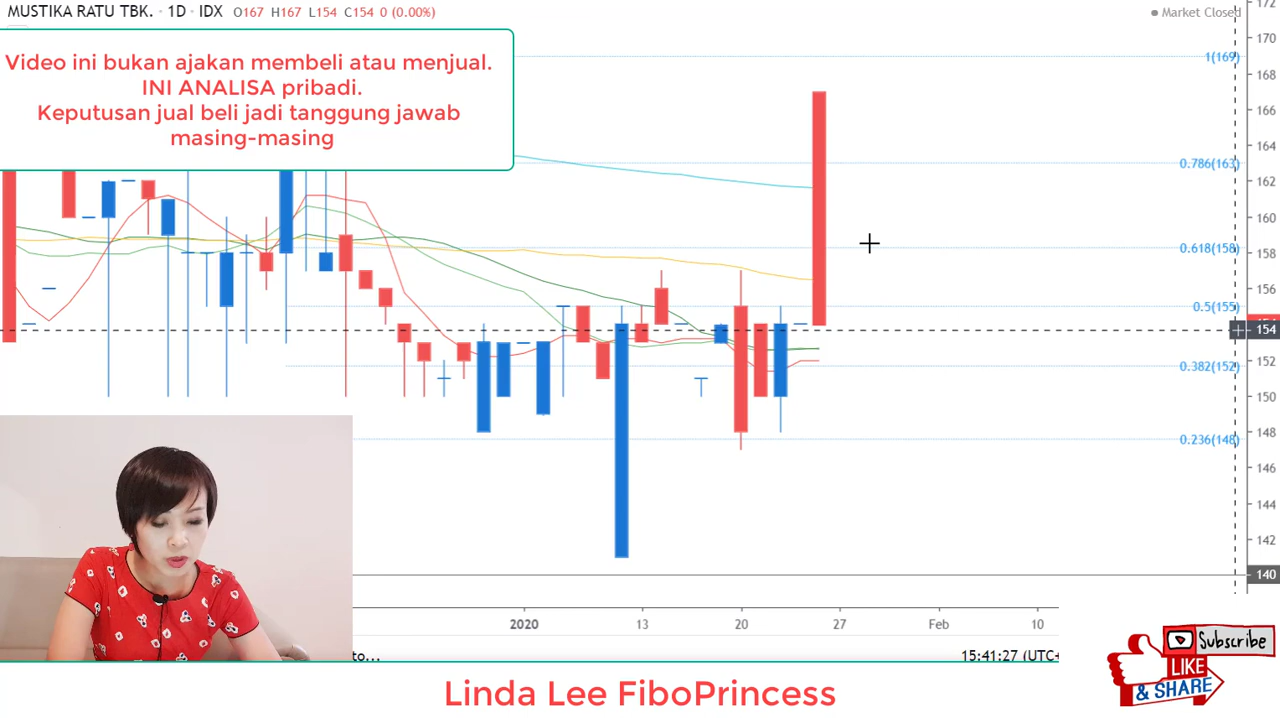 MUSTIKA RATU TBK. · 1D · IDX O167 H167 L154 C154 0 (0.00%)
Market Closed
Video ini bukan ajakan membeli atau menjual.
INI ANALISA pribadi.
Keputusan jual beli jadi tanggung jawab
masing-masing
172
170
1(169)
168
166
164
0.786(163)
162
160
0.618(158)
158
156
0.5(155)
154
152
0.382(152)
150
148
0.236(148)
146
144
142
140
2020 13 20 27 Feb 10
to... 15:41:27 (UTC+
Linda Lee FiboPrincess
Subscribe
LIKE
& SHARE